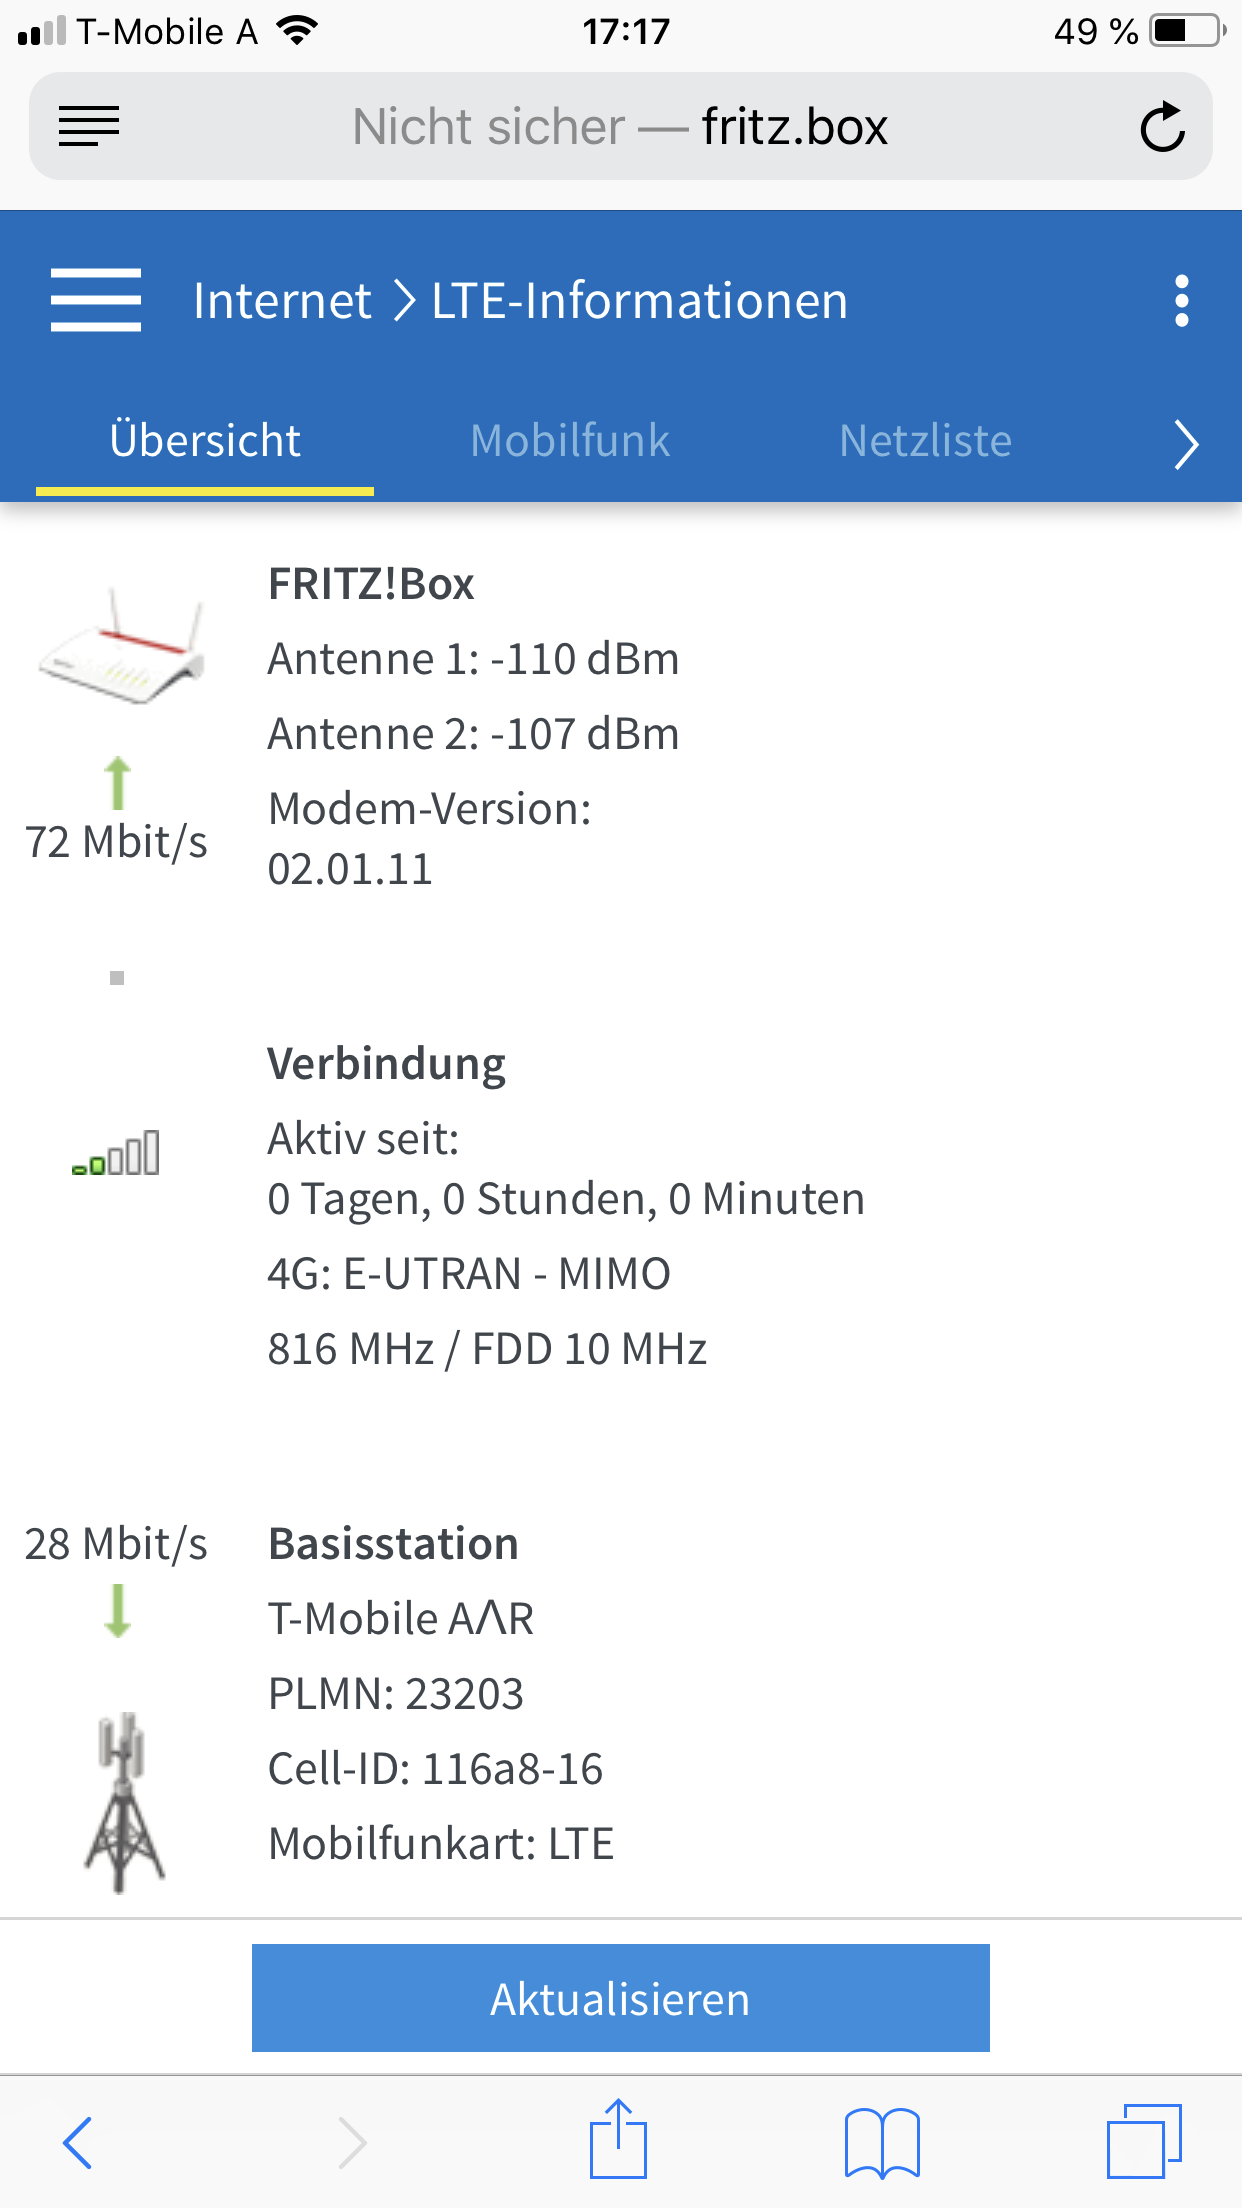 T-Mobile A 17:17 49 %
Nicht sicher — fritz.box
Internet > LTE-Informationen
Übersicht Mobilfunk Netzliste
FRITZ!Box
Antenne 1: -110 dBm
Antenne 2: -107 dBm
72 Mbit/s
Modem-Version:
02.01.11
Verbindung
Aktiv seit:
0 Tagen, 0 Stunden, 0 Minuten
4G: E-UTRAN - MIMO
816 MHz / FDD 10 MHz
28 Mbit/s
Basisstation
T-Mobile AΛR
PLMN: 23203
Cell-ID: 116a8-16
Mobilfunkart: LTE
Aktualisieren